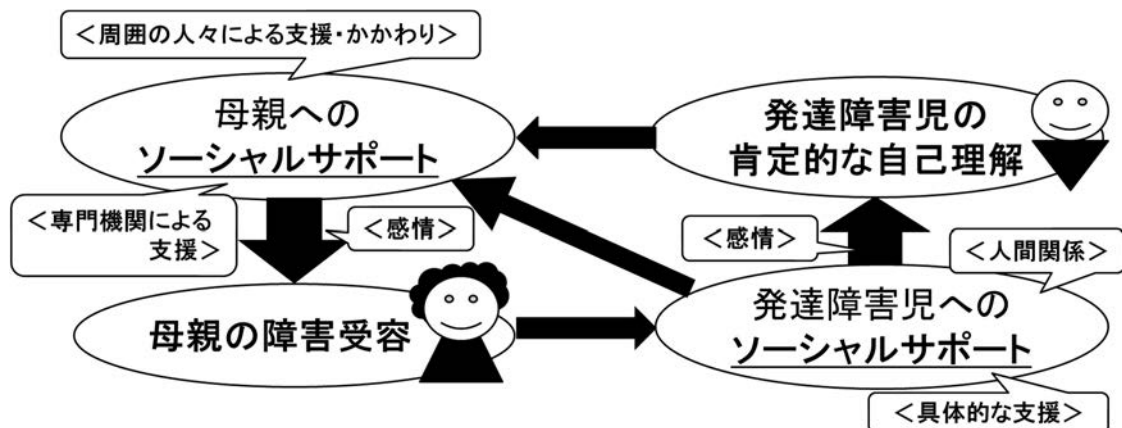 ＜周囲の人々による支援・かかわり＞
母親への
ソーシャルサポート
発達障害児の
肯定的な自己理解
＜専門機関による
支援＞
＜感情＞
＜感情＞
＜人間関係＞
母親の障害受容
発達障害児への
ソーシャルサポート
＜具体的な支援＞